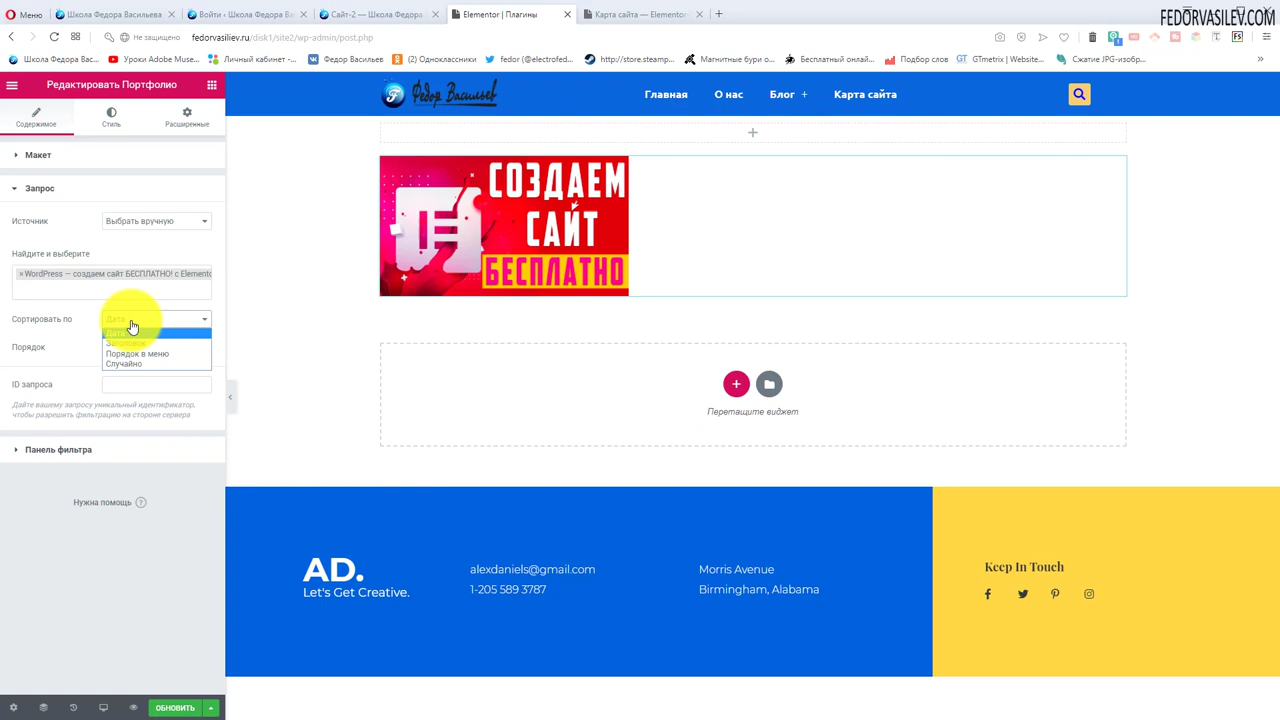 Меню
Школа Федора Васильева
Войти ‹ Школа Федора Ва
Сайт-2 — Школа Федора
Elementor | Плагины
Карта сайта — Elementor
FEDORVASILEV.COM
Не защищено
fedorvasiliev.ru/disk1/site2/wp-admin/post.php
Школа Федора Вас...
Уроки Adobe Muse...
Личный кабинет -...
Федор Васильев
(2) Одноклассники
fedor (@electrofed...
http://store.steamp...
Магнитные бури о...
Бесплатный онлай...
Подбор слов
GTmetrix | Website...
Сжатие JPG-изобр...
Редактировать Портфолио
Содержимое
Стиль
Расширенные
Макет
Запрос
Источник
Выбрать вручную
Найдите и выберите
× WordPress — создаем сайт БЕСПЛАТНО! с Elemento
Сортировать по
Дата
Дата
Заголовок
Порядок в меню
Случайно
Порядок
ID запроса
Дайте вашему запросу уникальный идентификатор,
чтобы разрешить фильтрацию на стороне сервера
Панель фильтра
Нужна помощь ?
ОБНОВИТЬ
Федор Васильев
Главная
О нас
Блог +
Карта сайта
СОЗДАЕМ
САЙТ
БЕСПЛАТНО
Перетащите виджет
AD.
Let's Get Creative.
alexdaniels@gmail.com
1-205 589 3787
Morris Avenue
Birmingham, Alabama
Keep In Touch